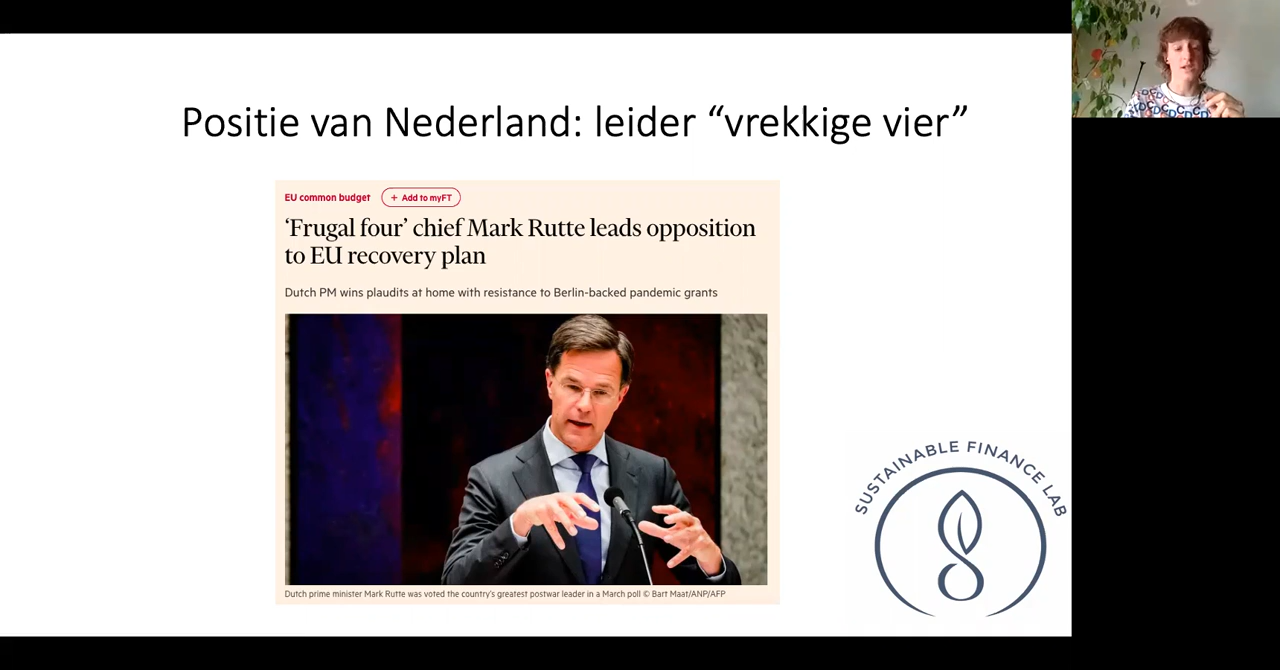 Positie van Nederland: leider “vrekkige vier”
EU common budget + Add to myFT
‘Frugal four’ chief Mark Rutte leads opposition
to EU recovery plan
Dutch PM wins plaudits at home with resistance to Berlin-backed pandemic grants
Dutch prime minister Mark Rutte was voted the country's greatest postwar leader in a March poll © Bart Maat/ANP/AFP
SUSTAINABLE FINANCE LAB